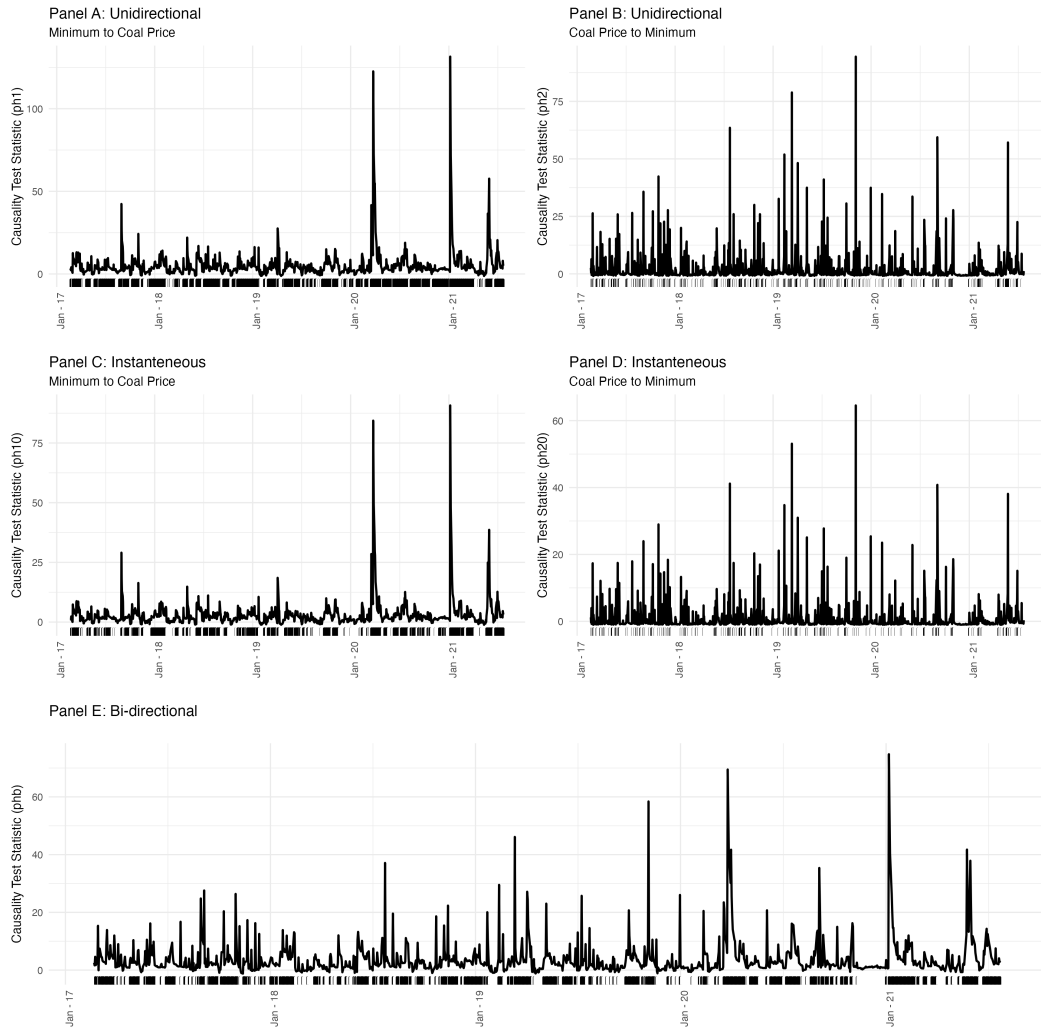 Panel A: Unidirectional
Minimum to Coal Price
Causality Test Statistic (ph1)
100
50
0
Jan - 17
Jan - 18
Jan - 19
Jan - 20
Jan - 21
Panel B: Unidirectional
Coal Price to Minimum
Causality Test Statistic (ph2)
75
50
25
0
Jan - 17
Jan - 18
Jan - 19
Jan - 20
Jan - 21
Panel C: Instanteneous
Minimum to Coal Price
Causality Test Statistic (ph10)
75
50
25
0
Jan - 17
Jan - 18
Jan - 19
Jan - 20
Jan - 21
Panel D: Instanteneous
Coal Price to Minimum
Causality Test Statistic (ph20)
60
40
20
0
Jan - 17
Jan - 18
Jan - 19
Jan - 20
Jan - 21
Panel E: Bi-directional
Causality Test Statistic (phb)
60
40
20
0
Jan - 17
Jan - 18
Jan - 19
Jan - 20
Jan - 21